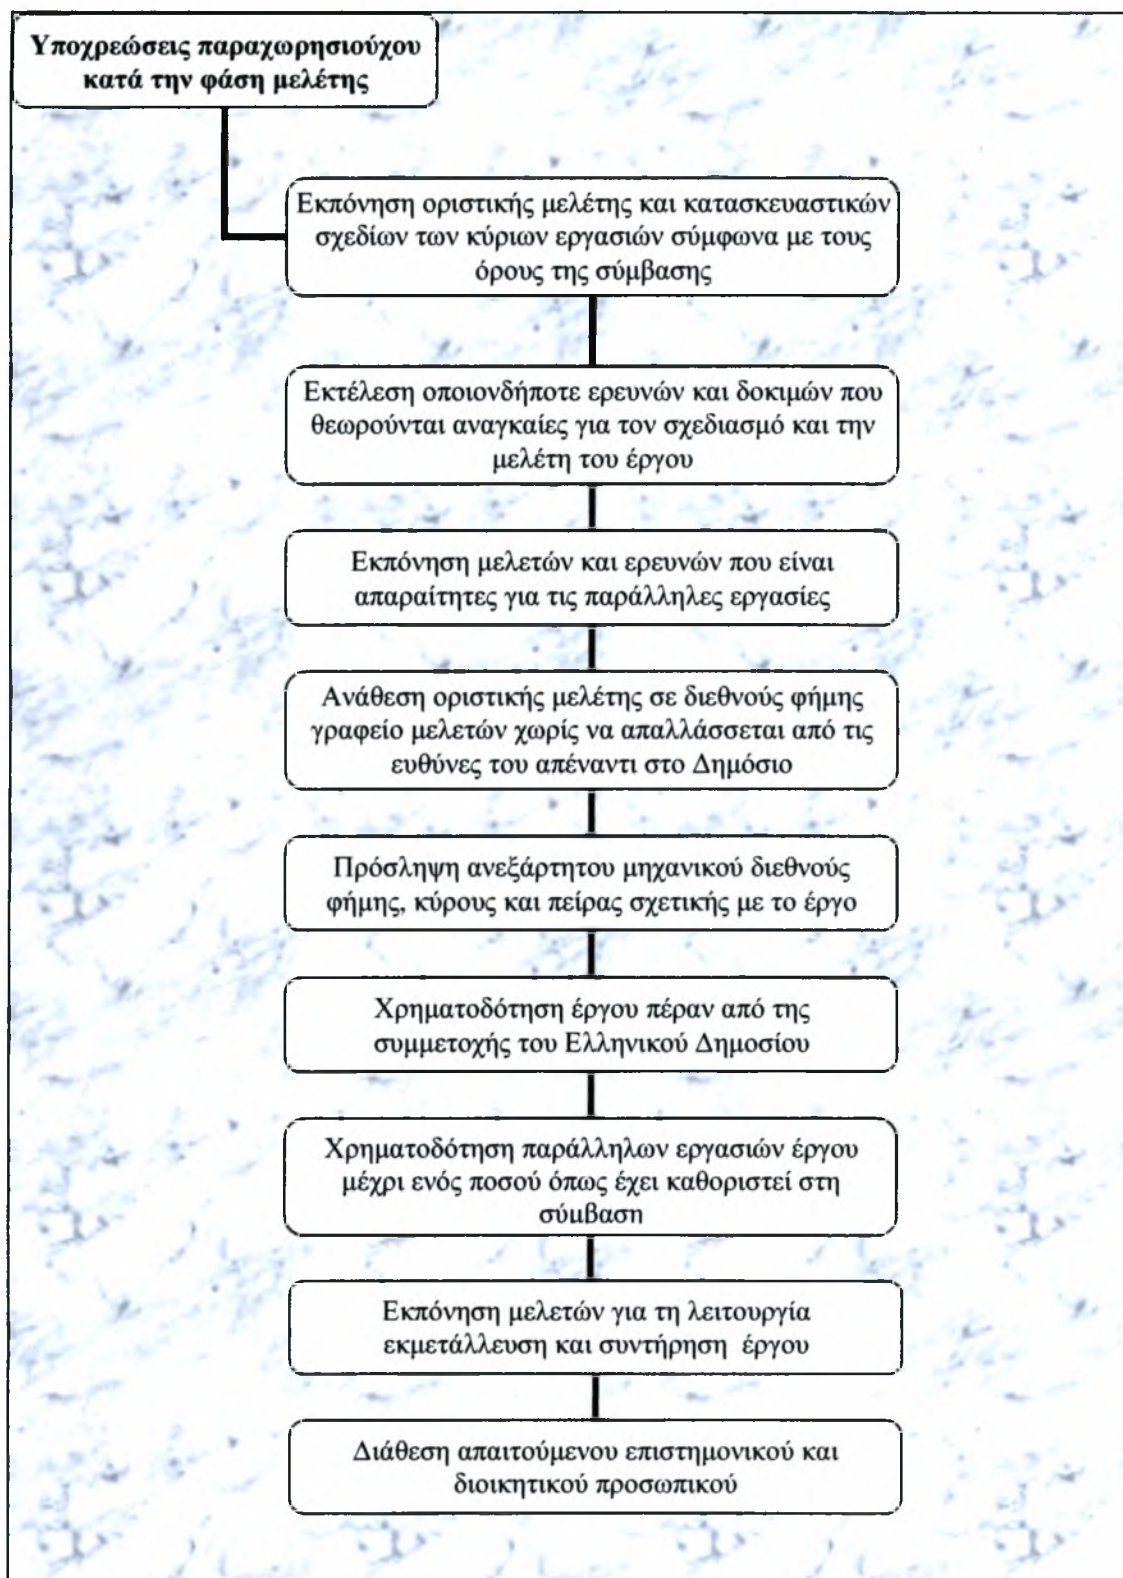 Υποχρεώσεις παραχωρησιούχου
κατά την φάση μελέτης
Εκπόνηση οριστικής μελέτης και κατασκευαστικών
σχεδίων των κύριων εργασιών σύμφωνα με τους
όρους της σύμβασης
Εκτέλεση οποιονδήποτε ερευνών και δοκιμών που
θεωρούνται αναγκαίες για τον σχεδιασμό και την
μελέτη του έργου
Εκπόνηση μελετών και ερευνών που είναι
απαραίτητες για τις παράλληλες εργασίες
Ανάθεση οριστικής μελέτης σε διεθνούς φήμης
γραφείο μελετών χωρίς να απαλλάσσεται από τις
ευθύνες του απέναντι στο Δημόσιο
Πρόσληψη ανεξάρτητου μηχανικού διεθνούς
φήμης, κύρους και πείρας σχετικής με το έργο
Χρηματοδότηση έργου πέραν από της
συμμετοχής του Ελληνικού Δημοσίου
Χρηματοδότηση παράλληλων εργασιών έργου
μέχρι ενός ποσού όπως έχει καθοριστεί στη
σύμβαση
Εκπόνηση μελετών για τη λειτουργία
εκμετάλλευση και συντήρηση έργου
Διάθεση απαιτούμενου επιστημονικού και
διοικητικού προσωπικού